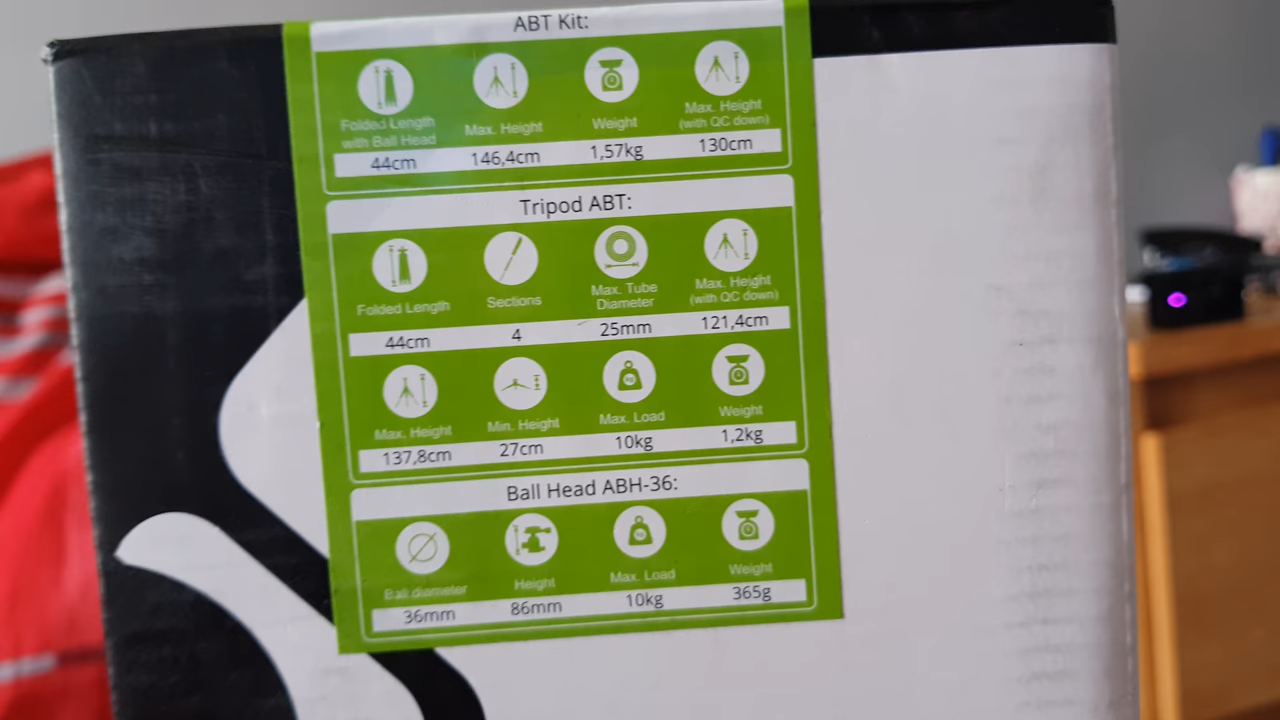 ABT Kit:
Folded Length
with Ball Head
Max. Height
Weight
Max. Height
(with QC down)
44cm 146,4cm 1,57kg 130cm
Tripod ABT:
Folded Length
Sections
Max. Tube
Diameter
Max. Height
(with QC down)
44cm 4 25mm 121,4cm
Max. Height Min. Height Max. Load Weight
137,8cm 27cm 10kg 1,2kg
Ball Head ABH-36:
Ball diameter Height Max. Load Weight
36mm 86mm 10kg 365g